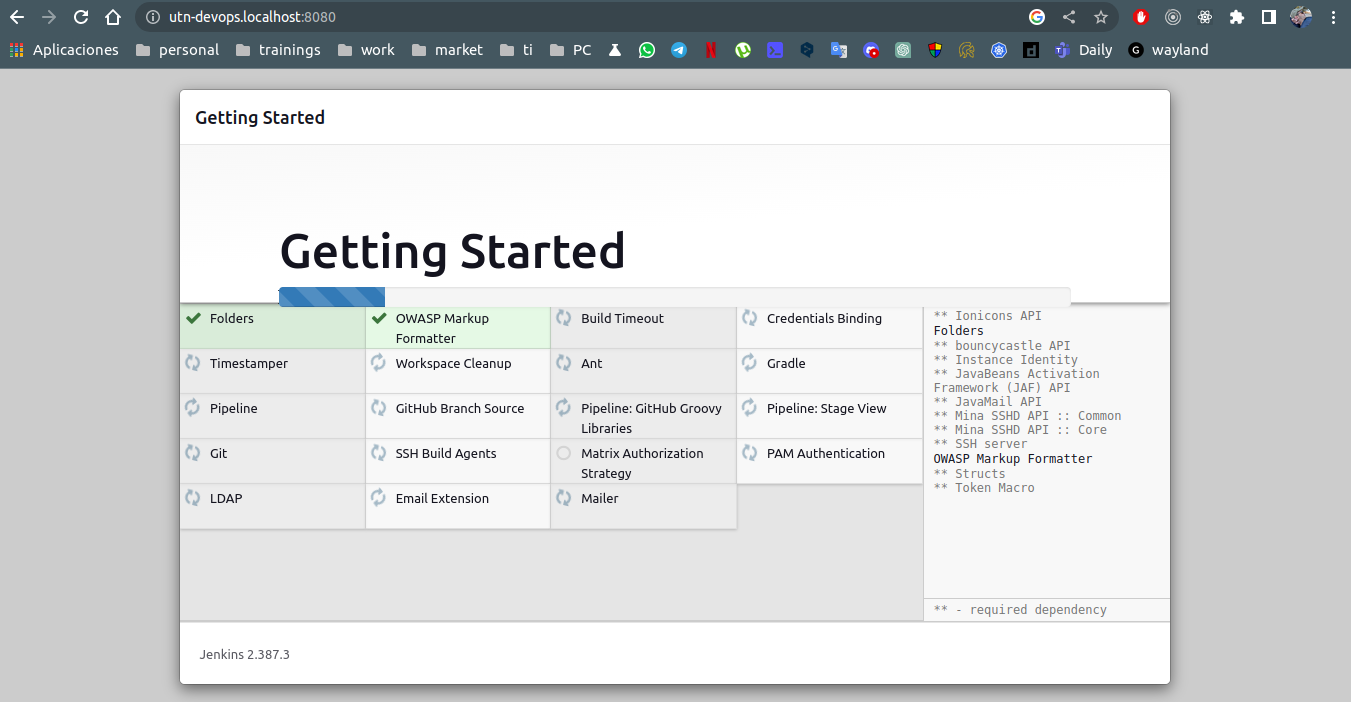 utn-devops.localhost:8080
Aplicaciones personal trainings work market ti PC Daily G wayland
Getting Started
Getting Started
Folders
OWASP Markup
Formatter
Build Timeout
Credentials Binding
Timestamper
Workspace Cleanup
Ant
Gradle
Pipeline
GitHub Branch Source
Pipeline: GitHub Groovy
Libraries
Pipeline: Stage View
Git
SSH Build Agents
Matrix Authorization
Strategy
PAM Authentication
LDAP
Email Extension
Mailer
** Ionicons API
Folders
** bouncycastle API
** Instance Identity
** JavaBeans Activation
Framework (JAF) API
** JavaMail API
** Mina SSHD API :: Common
** Mina SSHD API :: Core
** SSH server
OWASP Markup Formatter
** Structs
** Token Macro
** - required dependency
Jenkins 2.387.3